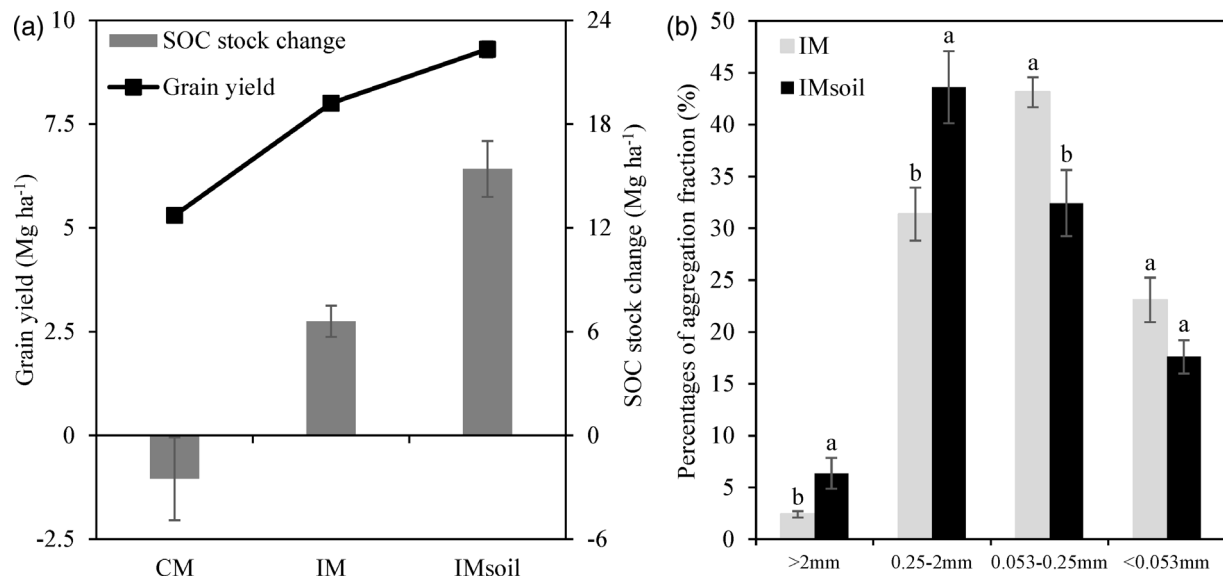 (a)
SOC stock change
Grain yield
Grain yield (Mg ha⁻¹)
10
7.5
5
2.5
0
-2.5
CM
IM
IMsoil
24
18
12
6
0
-6
SOC stock change (Mg ha⁻¹)
(b)
IM
IMsoil
Percentages of aggregation fraction (%)
50
45
40
35
30
25
20
15
10
5
0
b
a
b
a
a
b
a
a
>2mm
0.25-2mm
0.053-0.25mm
<0.053mm